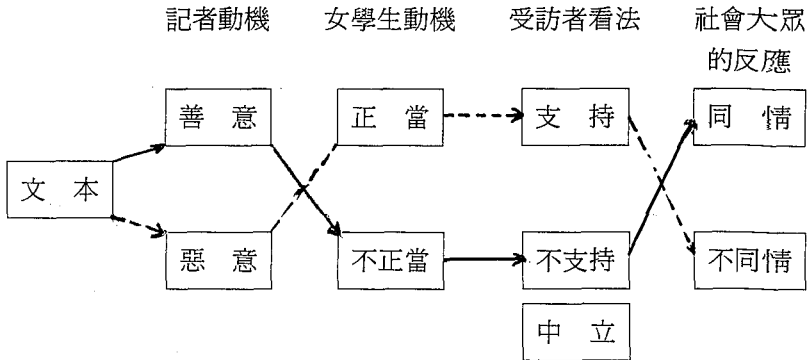 記者動機 女學生動機 受訪者看法 社會大眾
的反應
善 意 正 當 支 持 同 情
文 本
惡 意 不正當 不支持 不同情
中 立